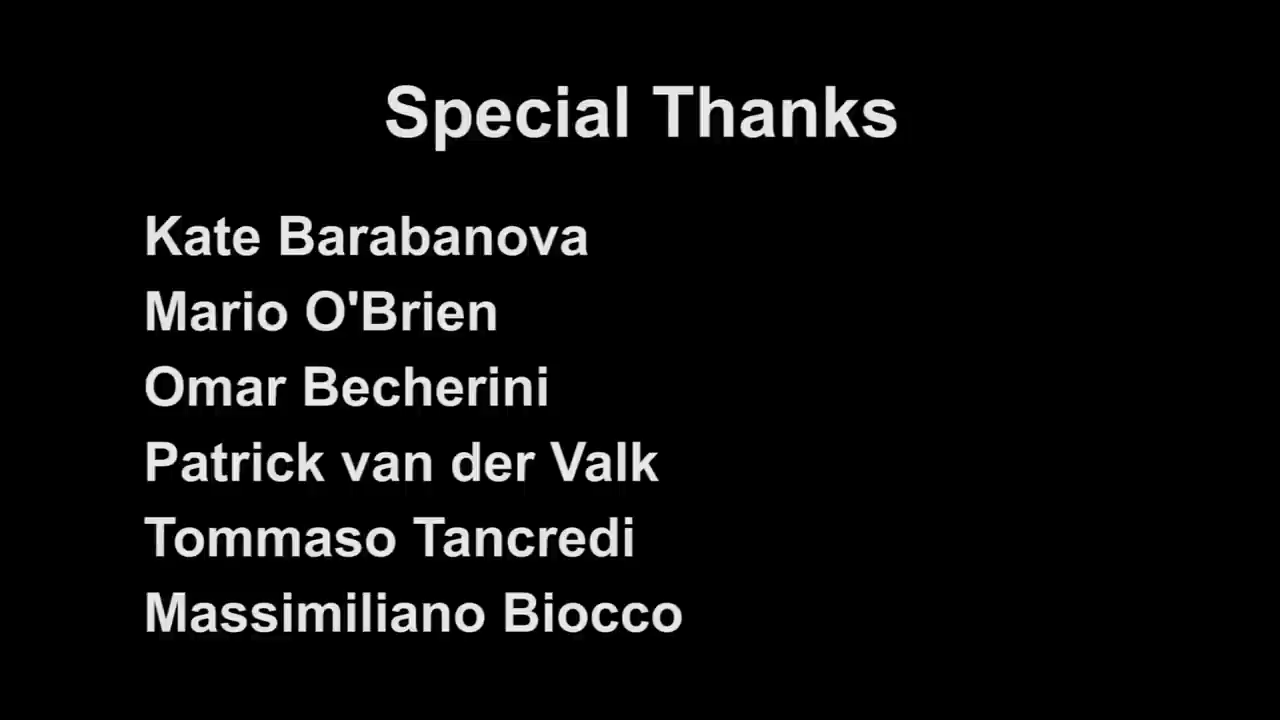 Special Thanks
Kate Barabanova
Mario O'Brien
Omar Becherini
Patrick van der Valk
Tommaso Tancredi
Massimiliano Biocco